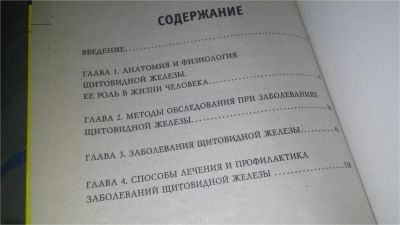 СОДЕРЖАНИЕ
ВВЕДЕНИЕ
ГЛАВА 1. АНАТОМИЯ И ФИЗИОЛОГИЯ
ЩИТОВИДНОЙ ЖЕЛЕЗЫ.
ЕЕ РОЛЬ В ЖИЗНИ ЧЕЛОВЕКА
ГЛАВА 2. МЕТОДЫ ОБСЛЕДОВАНИЯ ПРИ ЗАБОЛЕВАНИЯХ
ЩИТОВИДНОЙ ЖЕЛЕЗЫ
ГЛАВА 3. ЗАБОЛЕВАНИЯ ЩИТОВИДНОЙ ЖЕЛЕЗЫ
ГЛАВА 4. СПОСОБЫ ЛЕЧЕНИЯ И ПРОФИЛАКТИКА
ЗАБОЛЕВАНИЙ ЩИТОВИДНОЙ ЖЕЛЕЗЫ